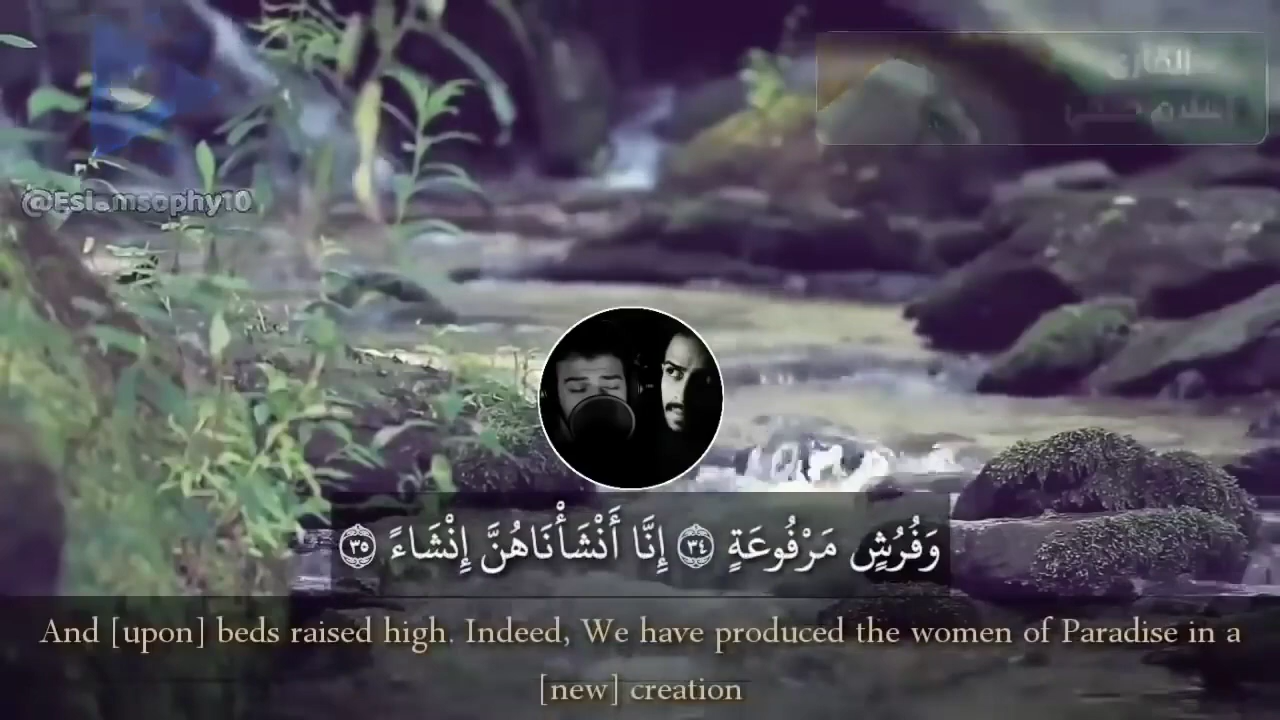 القارئ
@Eslamsophy10
وَفُرُشٍ مَرْفُوعَةٍ ٣٤ إِنَّا أَنْشَأْنَاهُنَّ إِنْشَاءً ٣٥
And [upon] beds raised high. Indeed, We have produced the women of Paradise in a
[new] creation